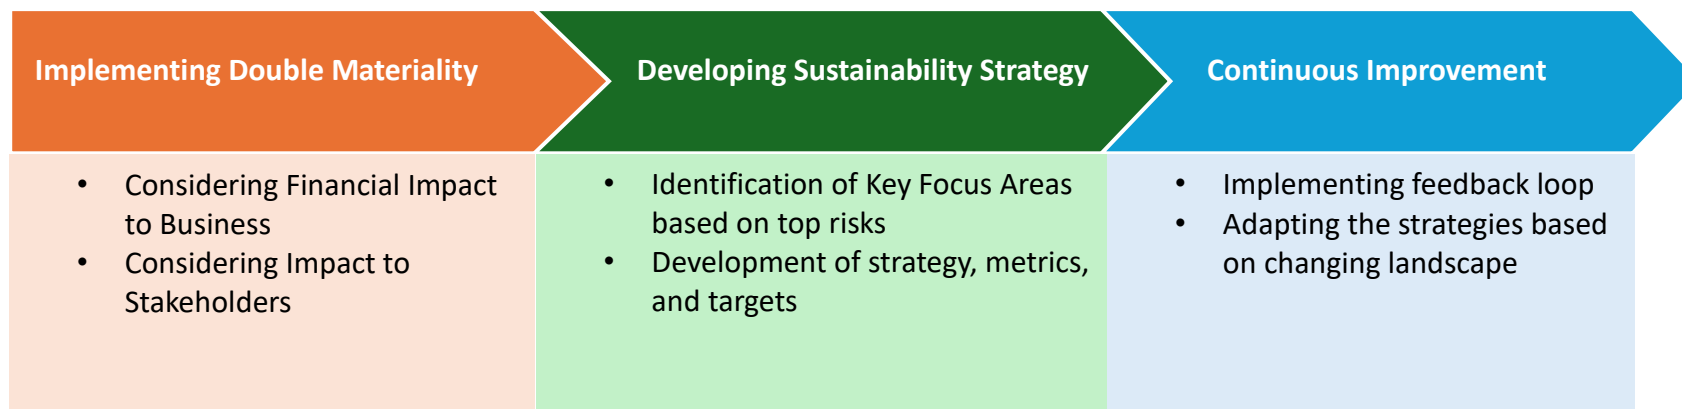 Implementing Double Materiality
• Considering Financial Impact
to Business
• Considering Impact to
Stakeholders
Developing Sustainability Strategy
• Identification of Key Focus Areas
based on top risks
• Development of strategy, metrics,
and targets
Continuous Improvement
• Implementing feedback loop
• Adapting the strategies based
on changing landscape